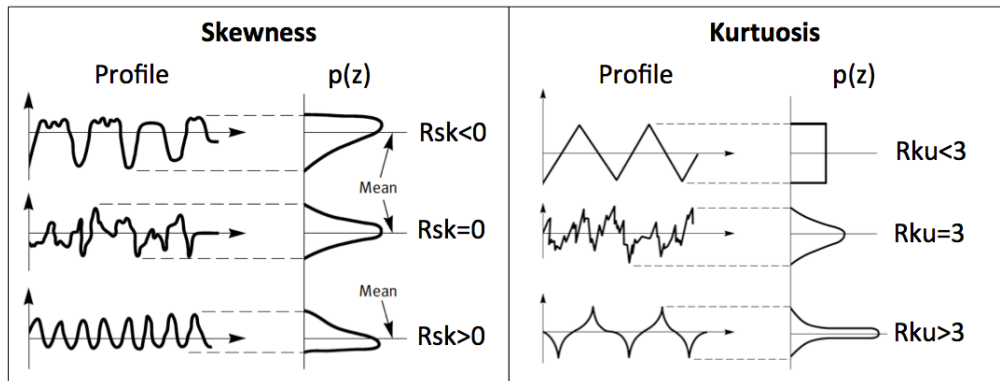 Skewness
Profile
p(z)
Rsk<0
Mean
Rsk=0
Mean
Rsk>0
Kurtuosis
Profile
p(z)
Rku<3
Rku=3
Rku>3